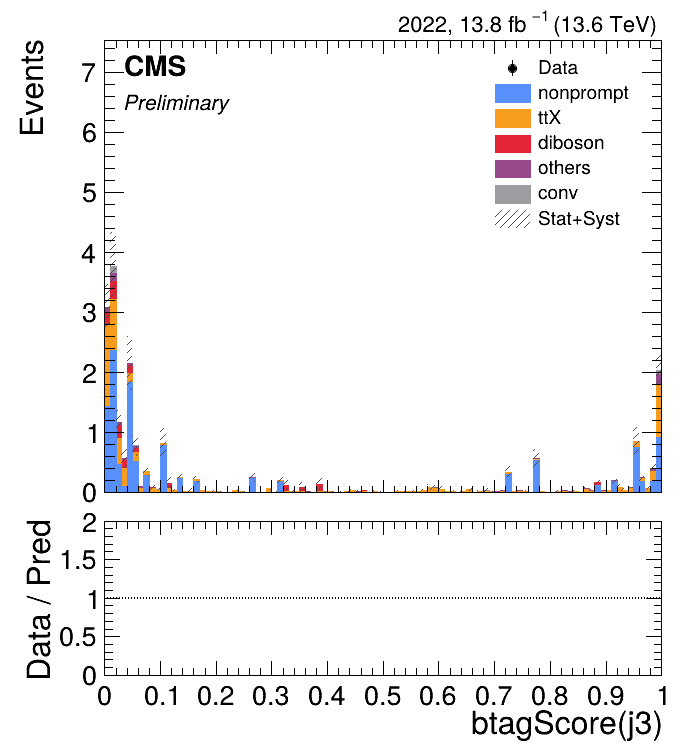 2022, 13.8 fb⁻¹ (13.6 TeV)
CMS
Preliminary
Events
7
6
5
4
3
2
1
0
Data
nonprompt
ttX
diboson
others
conv
Stat+Syst
Data / Pred
2
1.5
1
0.5
0
0 0.1 0.2 0.3 0.4 0.5 0.6 0.7 0.8 0.9 1
btagScore(j3)